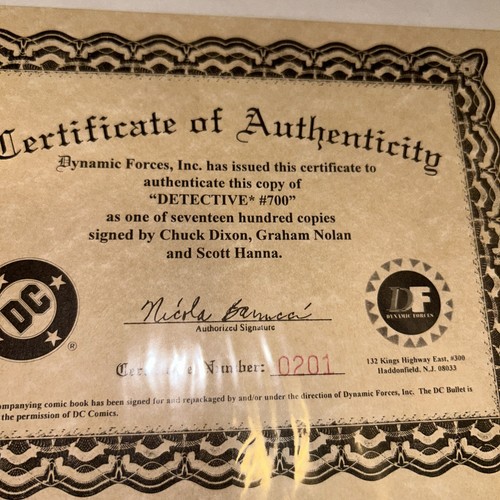 Certificate of Authenticity
Dynamic Forces, Inc. has issued this certificate to
authenticate this copy of
“DETECTIVE* #700”
as one of seventeen hundred copies
signed by Chuck Dixon, Graham Nolan
and Scott Hanna.
DC
®
DF
DYNAMIC FORCES
Nicola Barrucci
Authorized Signature
Certificate Number: 0201
132 Kings Highway East, #300
Haddonfield, N.J. 08033
companying comic book has been signed for and repackaged by and/or under the direction of Dynamic Forces, Inc. The DC Bullet is
the permission of DC Comics.